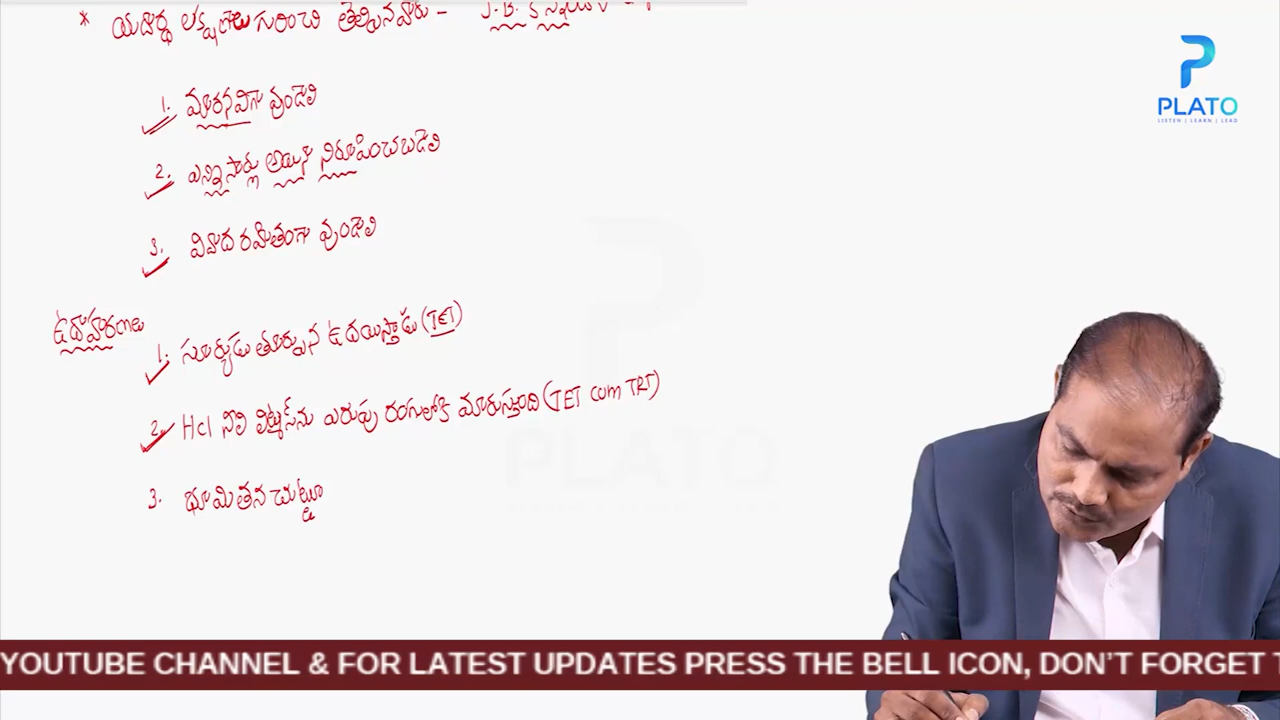 * యదార్థ లక్షణాలు గురించి తెల్పినవారు - J.B.
1. మారనివిగా వుండాలి
2. ఎన్నిసార్లు అయినా నిరూపించబడాలి
3. వివాద రహితంగా వుండాలి
ఉదాహరణలు
1. సూర్యుడు తూర్పున ఉదయిస్తాడు (TET)
2. Hcl నీలి లిట్మస్‌ను ఎరుపు రంగులోకి మారుస్తుంది (TET cum TRT)
3. భూమి తన చుట్టూ
PLATO
LISTEN | LEARN | LEAD
PLATO
YOUTUBE CHANNEL & FOR LATEST UPDATES PRESS THE BELL ICON, DON'T FORGET